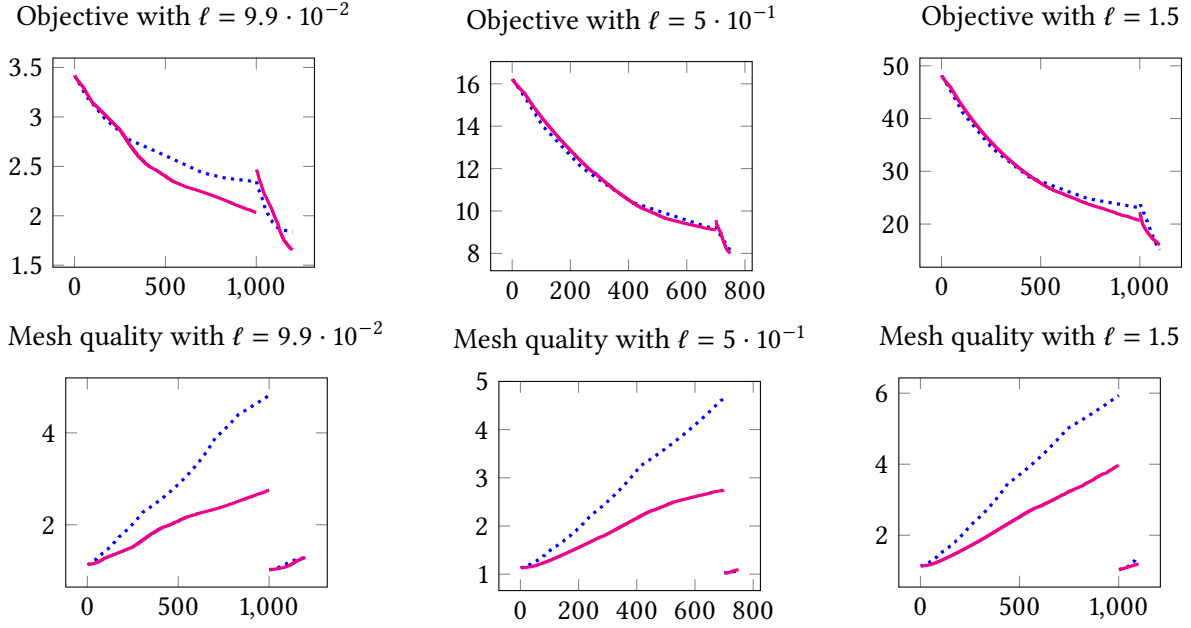 Objective with ℓ = 9.9 · 10⁻²
Objective with ℓ = 5 · 10⁻¹
Objective with ℓ = 1.5
3.5
3
2.5
2
1.5
0 500 1,000
16
14
12
10
8
0 200 400 600 800
50
40
30
20
0 500 1,000
Mesh quality with ℓ = 9.9 · 10⁻²
Mesh quality with ℓ = 5 · 10⁻¹
Mesh quality with ℓ = 1.5
4
2
0 500 1,000
5
4
3
2
1
0 200 400 600 800
6
4
2
0 500 1,000